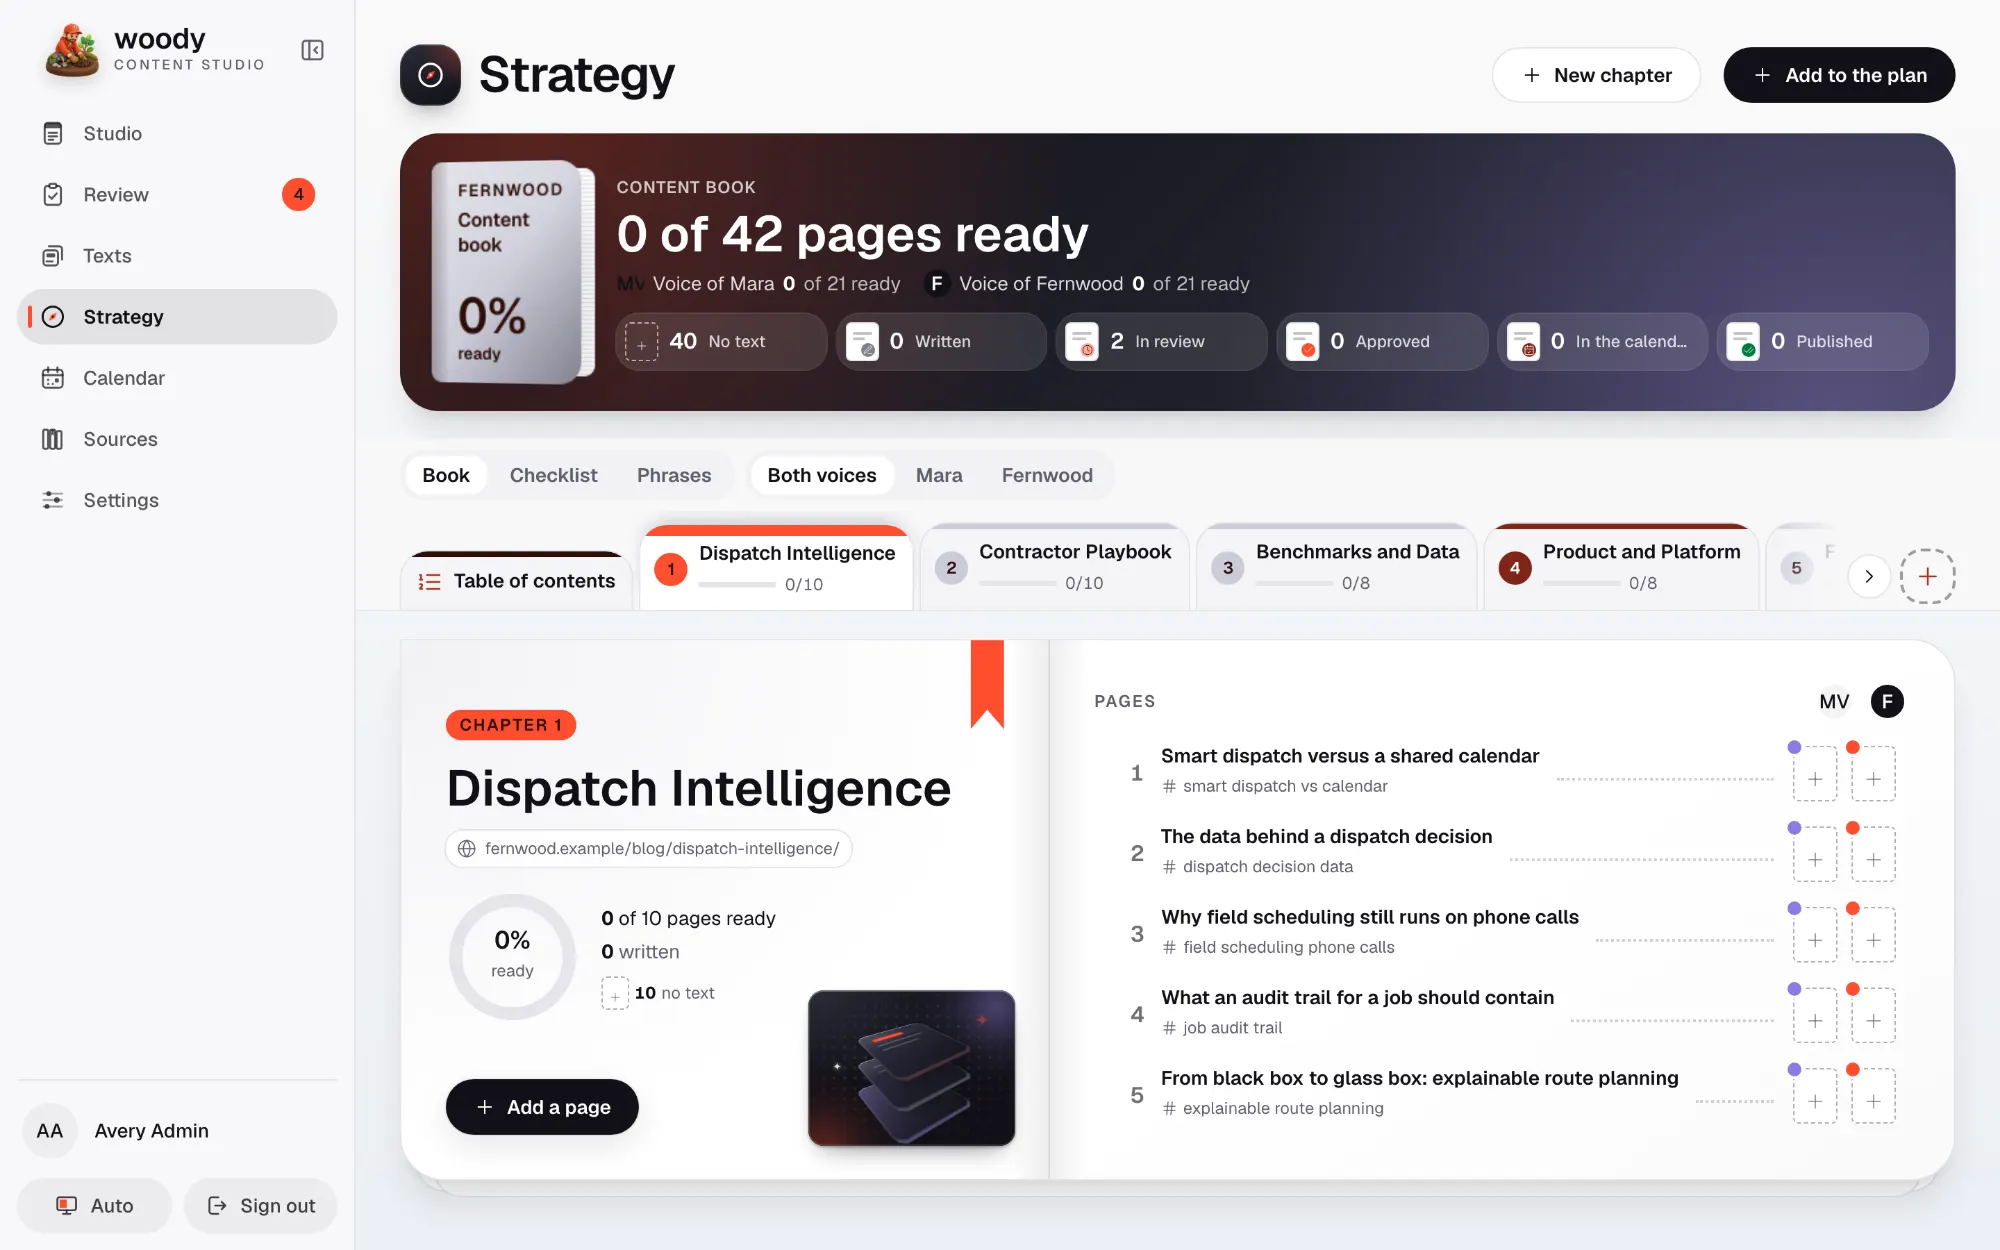 woody
CONTENT STUDIO
Studio
Review
4
Texts
Strategy
Calendar
Sources
Settings
AA
Avery Admin
Auto
Sign out
Strategy
+ New chapter
+ Add to the plan
FERNWOOD
Content
book
0%
ready
CONTENT BOOK
0 of 42 pages ready
MV Voice of Mara 0 of 21 ready
F Voice of Fernwood 0 of 21 ready
40 No text
0 Written
2 In review
0 Approved
0 In the calend...
0 Published
Book
Checklist
Phrases
Both voices
Mara
Fernwood
Table of contents
1
Dispatch Intelligence
0/10
2
Contractor Playbook
0/10
3
Benchmarks and Data
0/8
4
Product and Platform
0/8
5
F
CHAPTER 1
Dispatch Intelligence
fernwood.example/blog/dispatch-intelligence/
0%
ready
0 of 10 pages ready
0 written
10 no text
+ Add a page
PAGES
MV
F
1
Smart dispatch versus a shared calendar
# smart dispatch vs calendar
2
The data behind a dispatch decision
# dispatch decision data
3
Why field scheduling still runs on phone calls
# field scheduling phone calls
4
What an audit trail for a job should contain
# job audit trail
5
From black box to glass box: explainable route planning
# explainable route planning